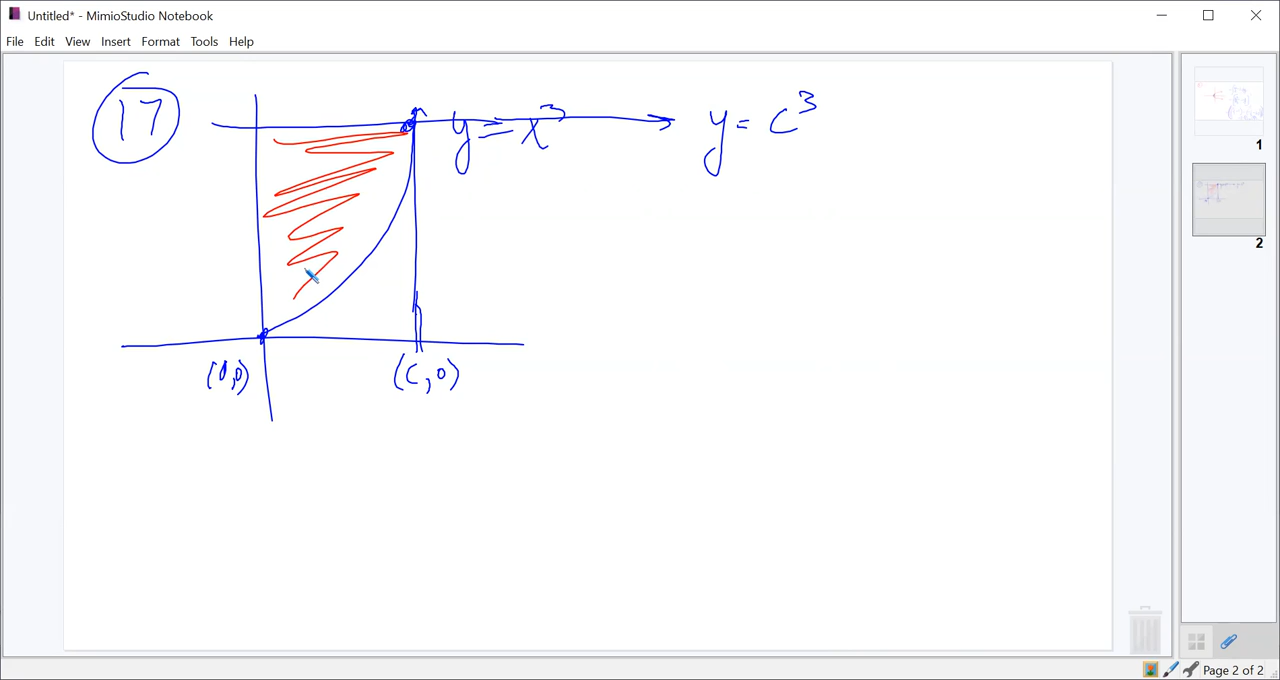 Untitled* - MimioStudio Notebook
File Edit View Insert Format Tools Help
17
y = x³ y = c³
(0,0) (c,0)
1
2
Page 2 of 2